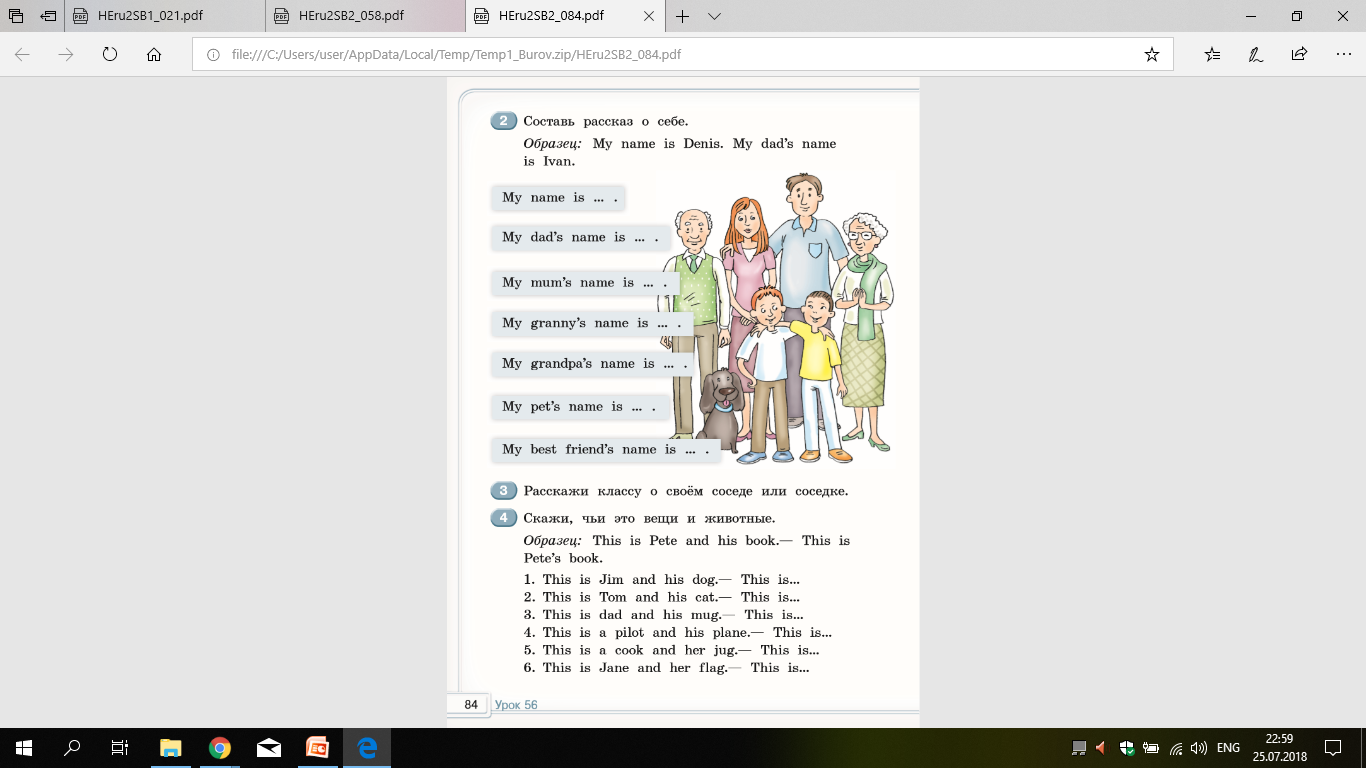 HEru2SB1_021.pdf
HEru2SB2_058.pdf
HEru2SB2_084.pdf
file:///C:/Users/user/AppData/Local/Temp/Temp1_Burov.zip/HEru2SB2_084.pdf
2 Составь рассказ о себе.
Образец: My name is Denis. My dad's name
is Ivan.
My name is ... .
My dad's name is ... .
My mum's name is ... .
My granny's name is ... .
My grandpa's name is ... .
My pet's name is ... .
My best friend's name is ... .
3 Расскажи классу о своём соседе или соседке.
4 Скажи, чьи это вещи и животные.
Образец: This is Pete and his book.— This is
Pete's book.
1. This is Jim and his dog.— This is...
2. This is Tom and his cat.— This is...
3. This is dad and his mug.— This is...
4. This is a pilot and his plane.— This is...
5. This is a cook and her jug.— This is...
6. This is Jane and her flag.— This is...
84 Урок 56
ENG
22:59
25.07.2018